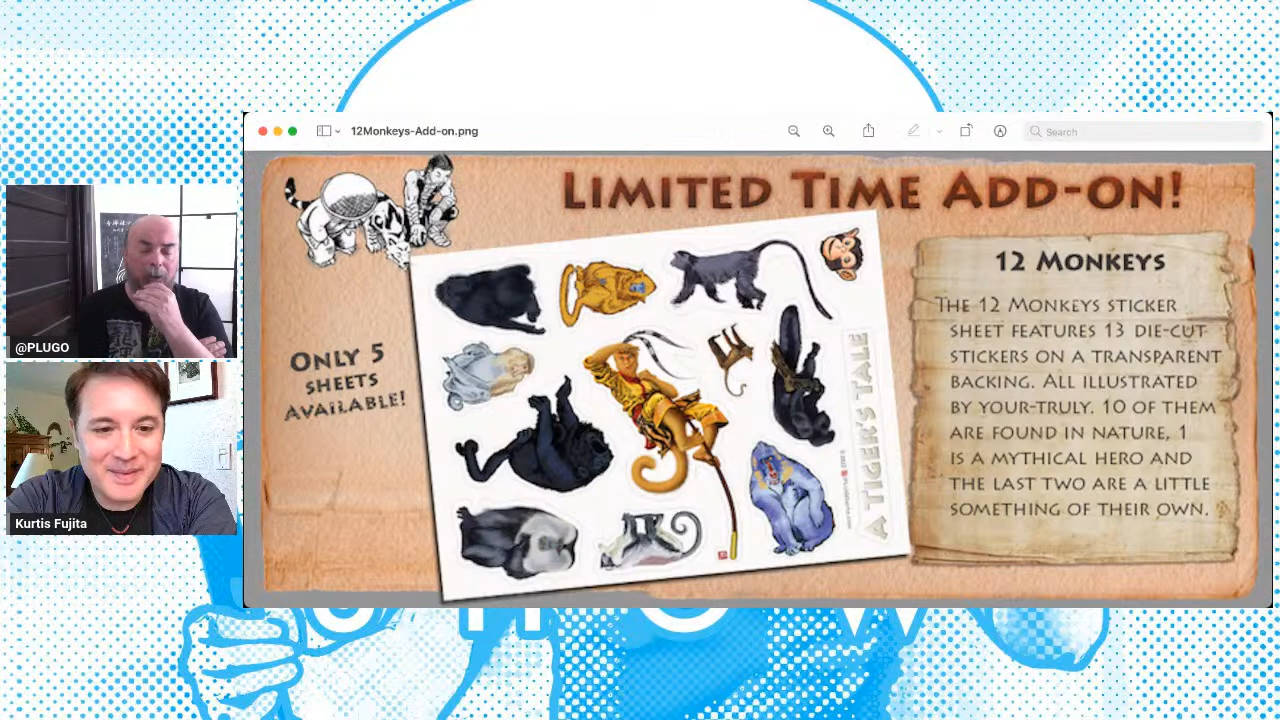 12Monkeys-Add-on.png
Search
LIMITED TIME ADD-ON!
ONLY 5
SHEETS
AVAILABLE!
A TIGER'S TALE
12 MONKEYS
THE 12 MONKEYS STICKER
SHEET FEATURES 13 DIE-CUT
STICKERS ON A TRANSPARENT
BACKING. ALL ILLUSTRATED
BY YOUR-TRULY. 10 OF THEM
ARE FOUND IN NATURE, 1
IS A MYTHICAL HERO AND
THE LAST TWO ARE A LITTLE
SOMETHING OF THEIR OWN.
@PLUGO
Kurtis Fujita